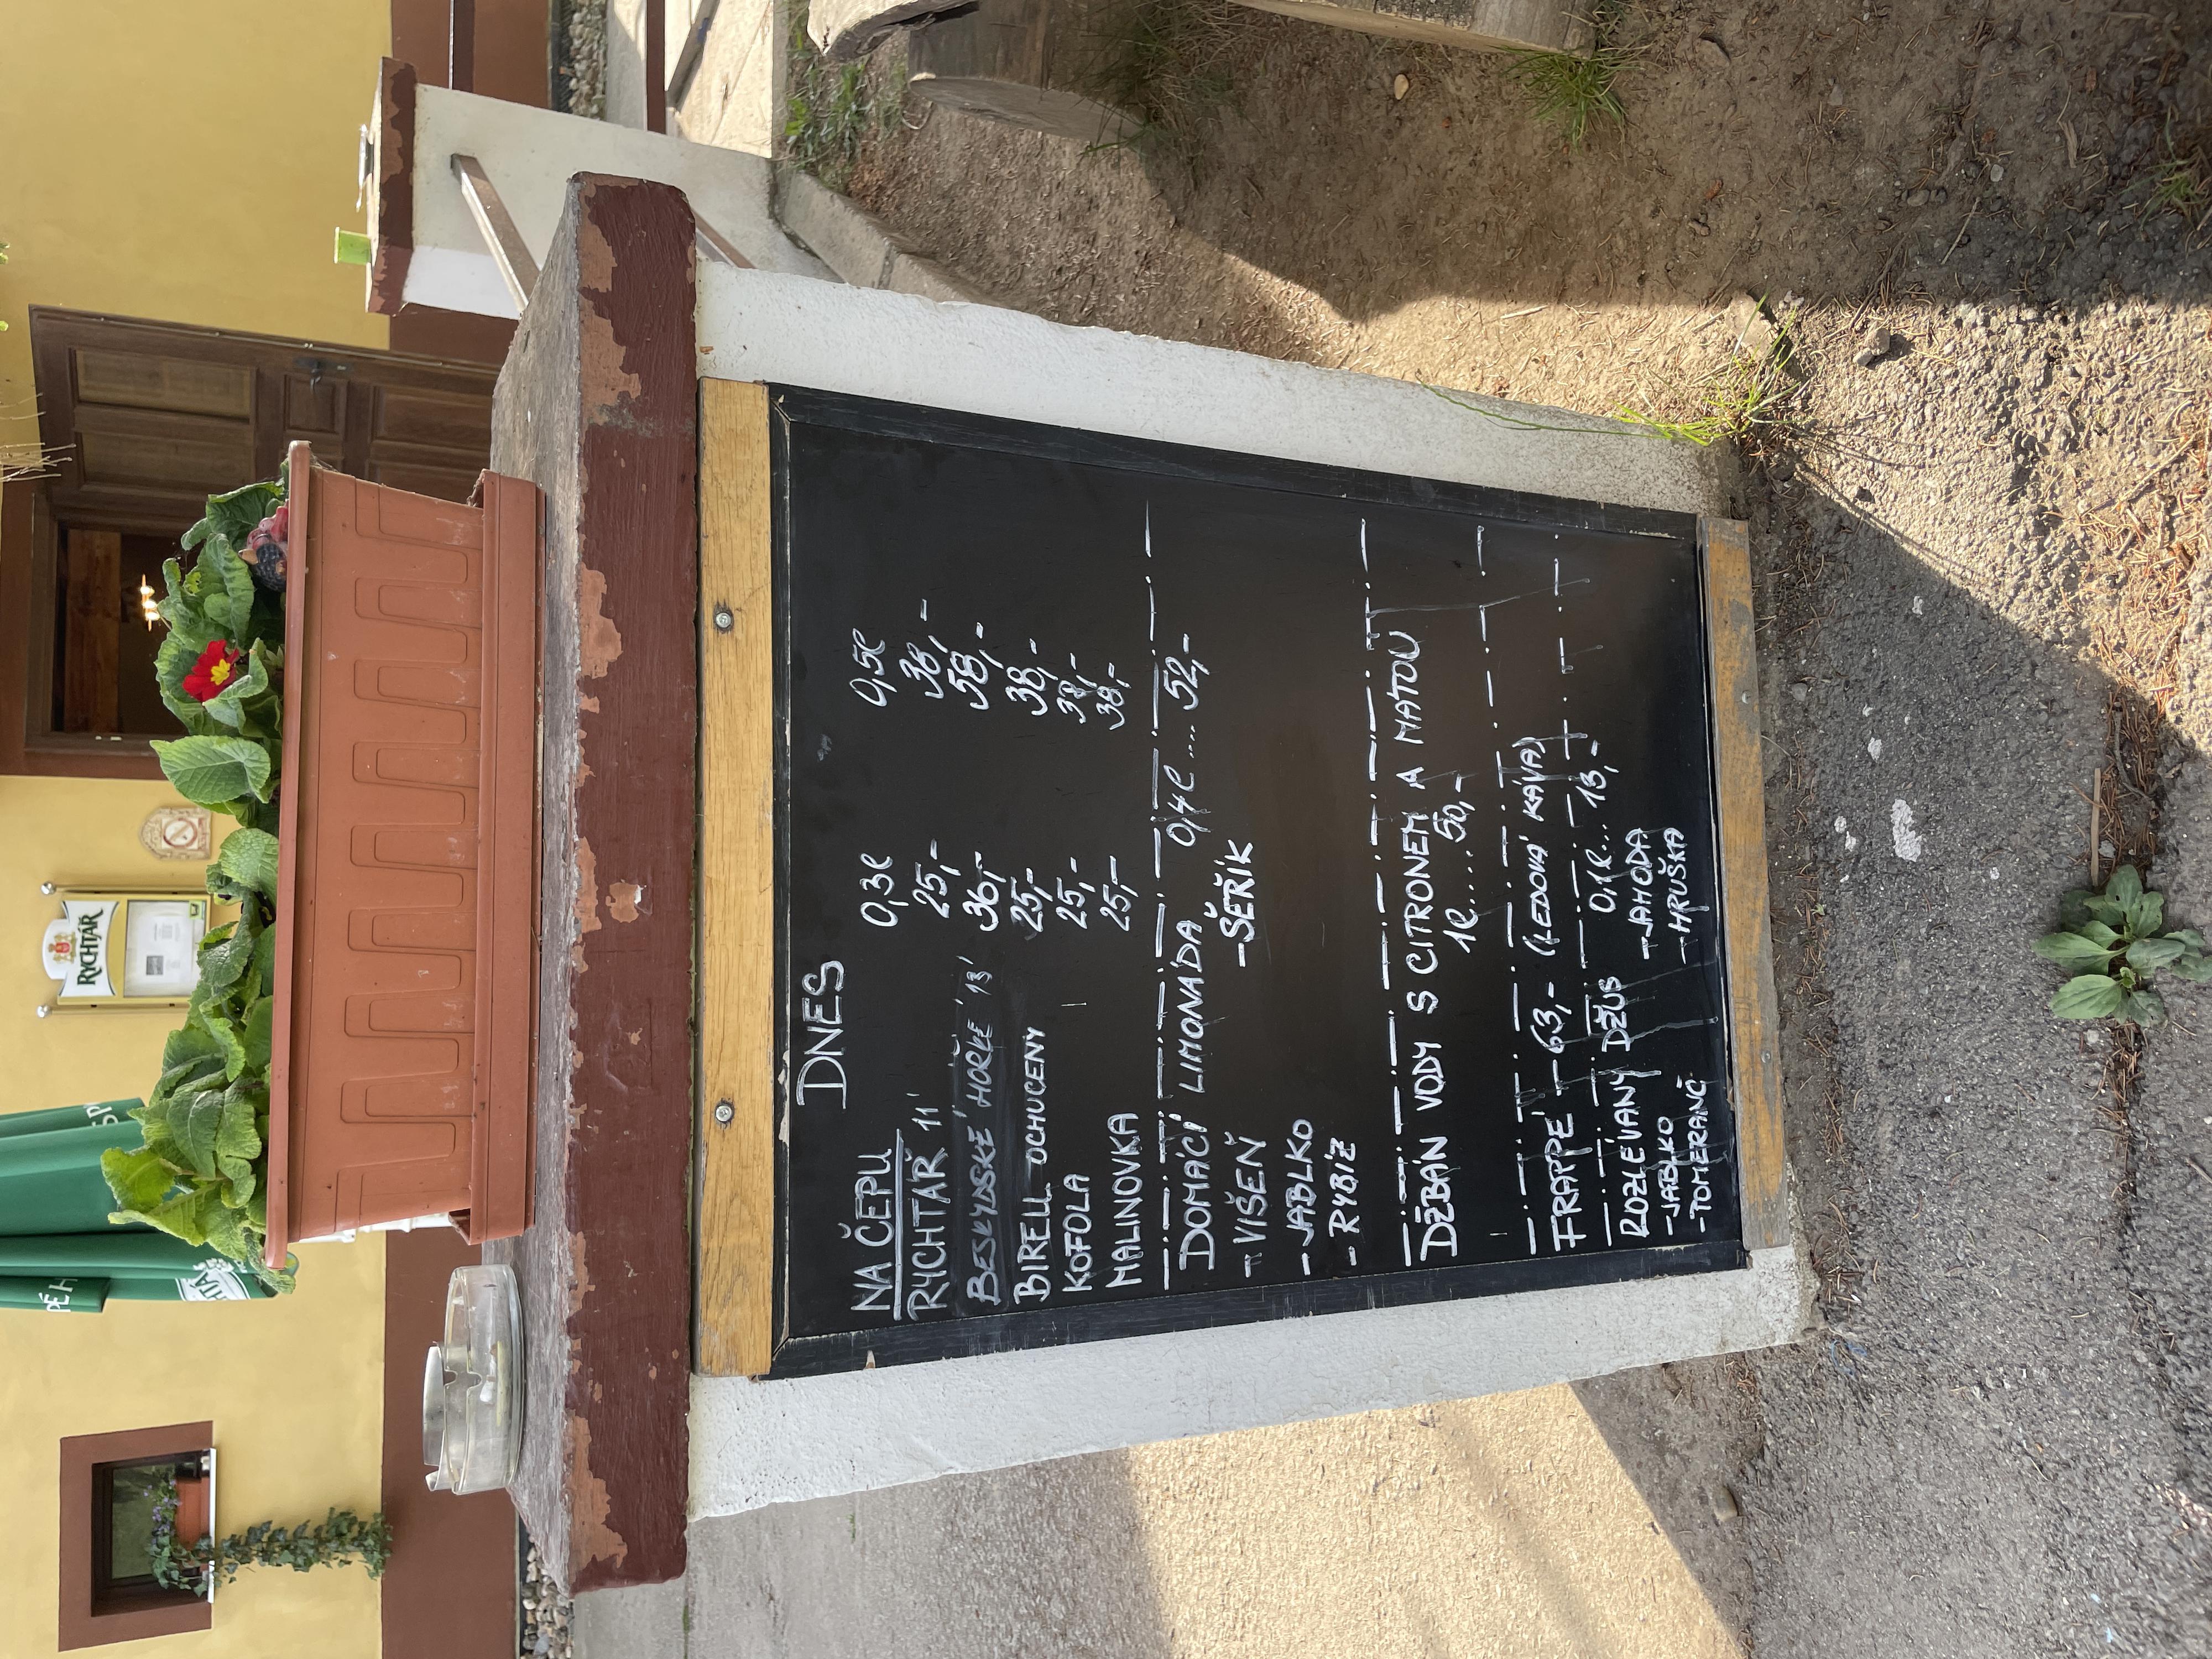 RYCHTÁŘ
DNES
NA ČEPU 0,3l 0,5l
RYCHTÁŘ 11° 25,- 38,-
BESKYDSKÉ HOŘKÉ 13° 36,- 58,-
BIRELL OCHUCENÝ 25,- 38,-
KOFOLA 25,- 38,-
MALINOVKA 25,- 38,-
DOMÁCÍ LIMONÁDA 0,4l .... 52,-
- VIŠEŇ - ŠEŘÍK
- JABLKO
- RYBÍZ
DŽBÁN VODY S CITRONEM A MÁTOU
1l .... 50,-
FRAPPÉ - 63,- (LEDOVÁ KÁVA)
ROZLÉVANÝ DŽUS 0,1l ... 13,-
- JABLKO - JAHODA
- POMERANČ - HRUŠKA